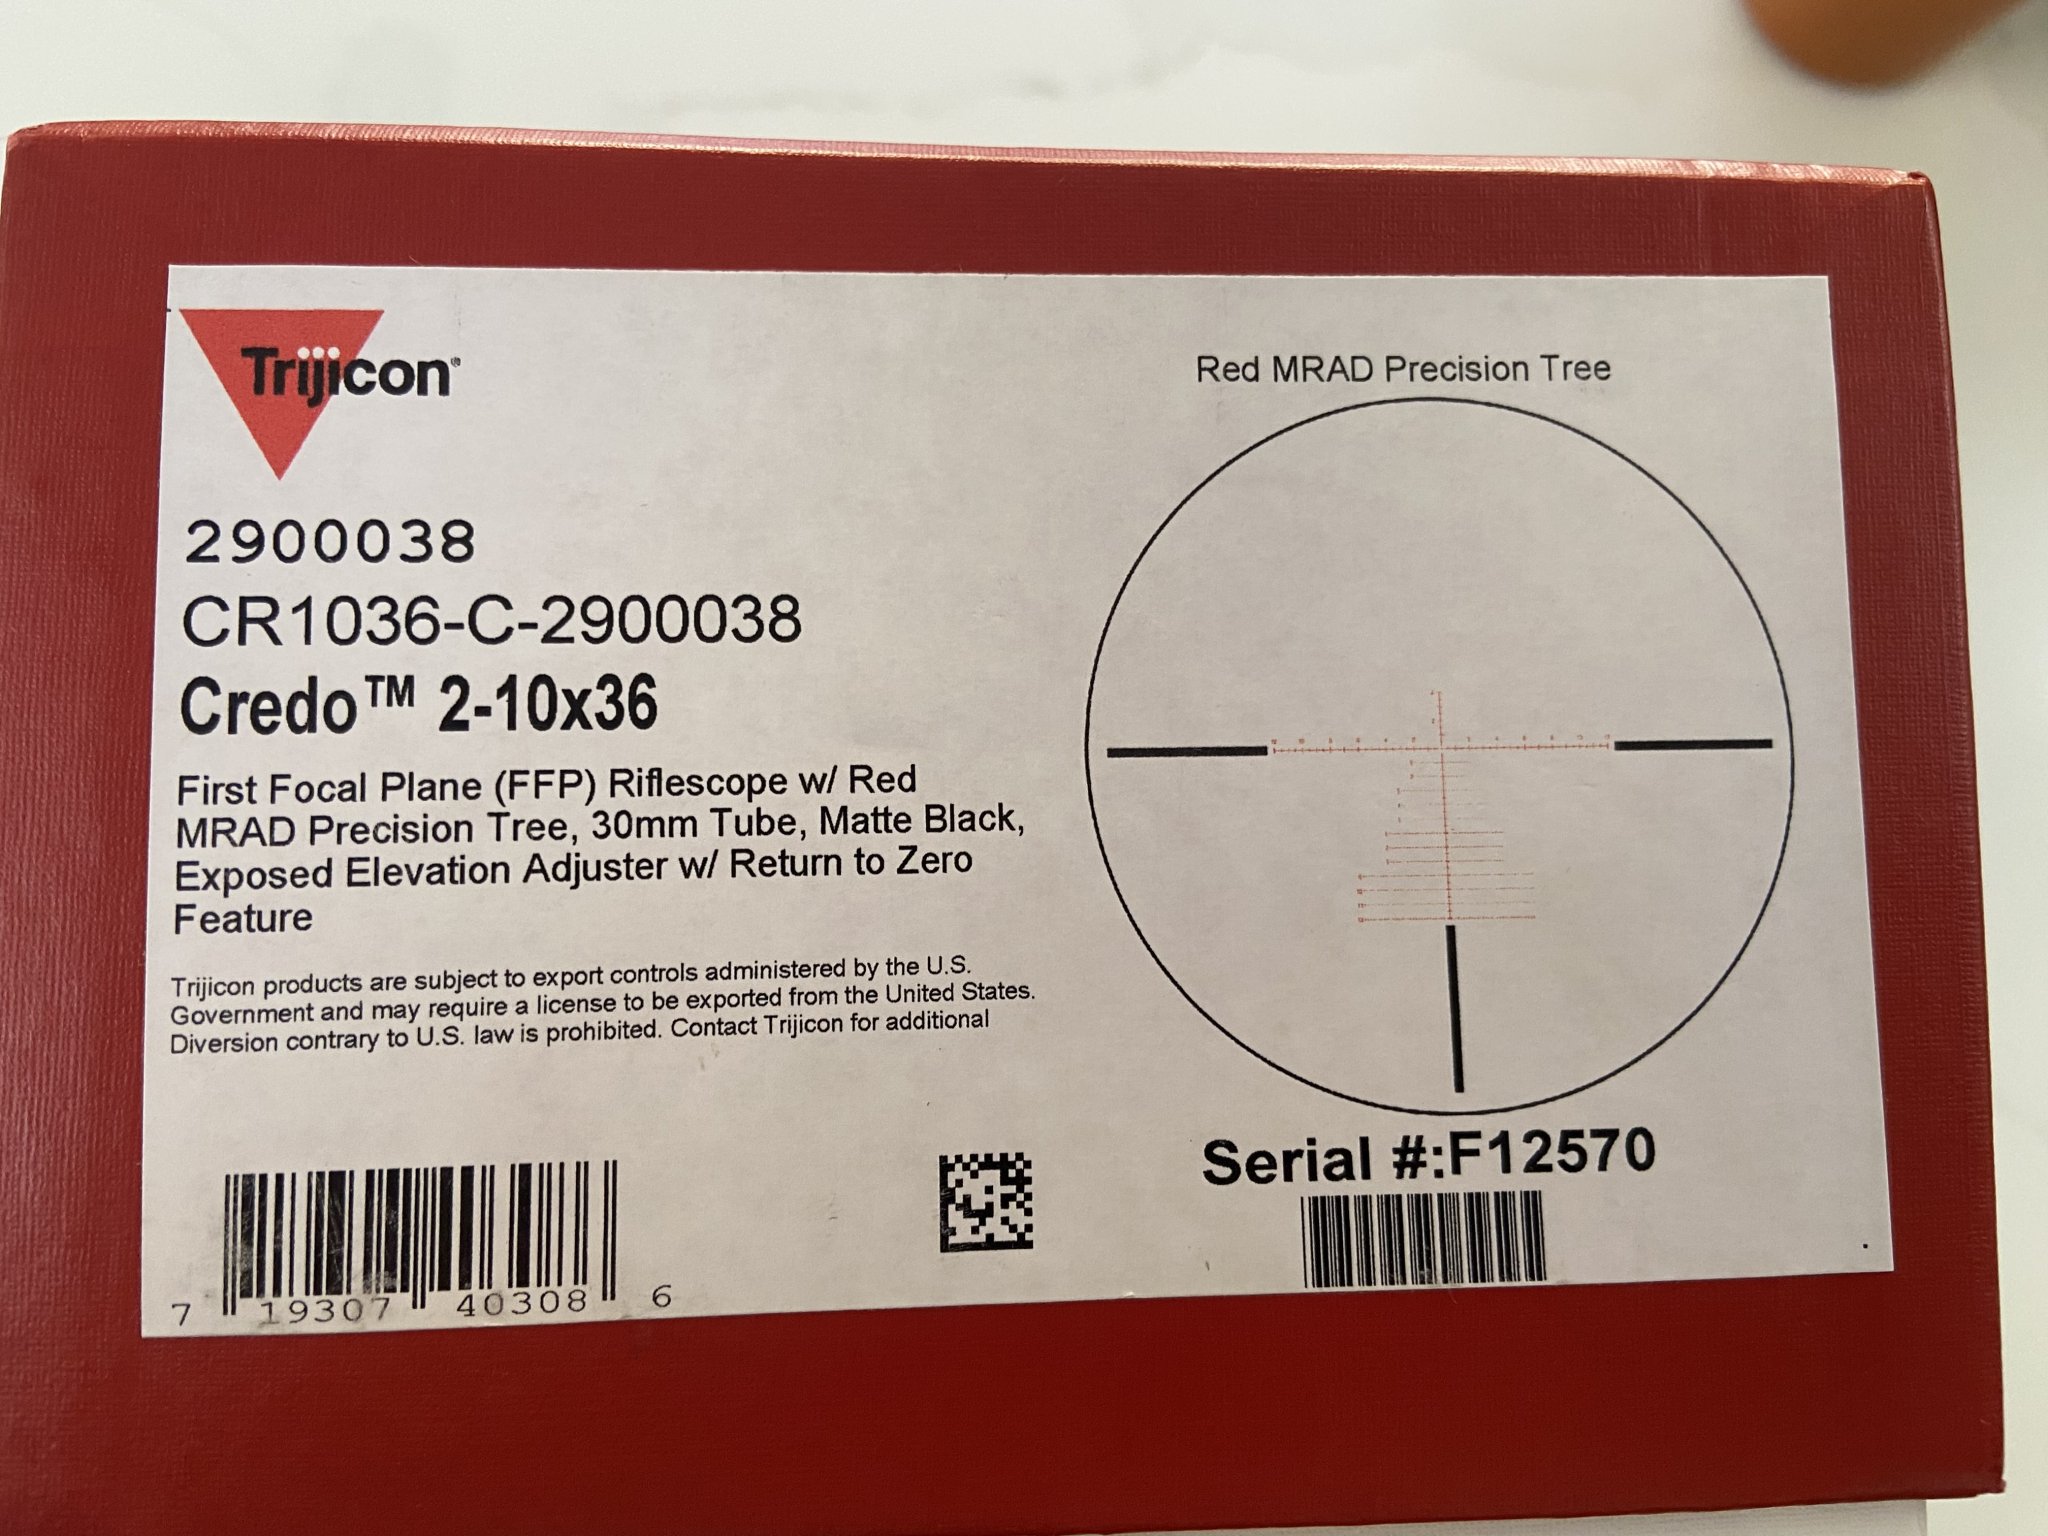 Trijicon®
2900038
CR1036-C-2900038
Credo™ 2-10x36
First Focal Plane (FFP) Riflescope w/ Red
MRAD Precision Tree, 30mm Tube, Matte Black,
Exposed Elevation Adjuster w/ Return to Zero
Feature
Trijicon products are subject to export controls administered by the U.S.
Government and may require a license to be exported from the United States.
Diversion contrary to U.S. law is prohibited. Contact Trijicon for additional
7 19307 40308 6
Red MRAD Precision Tree
Serial #:F12570